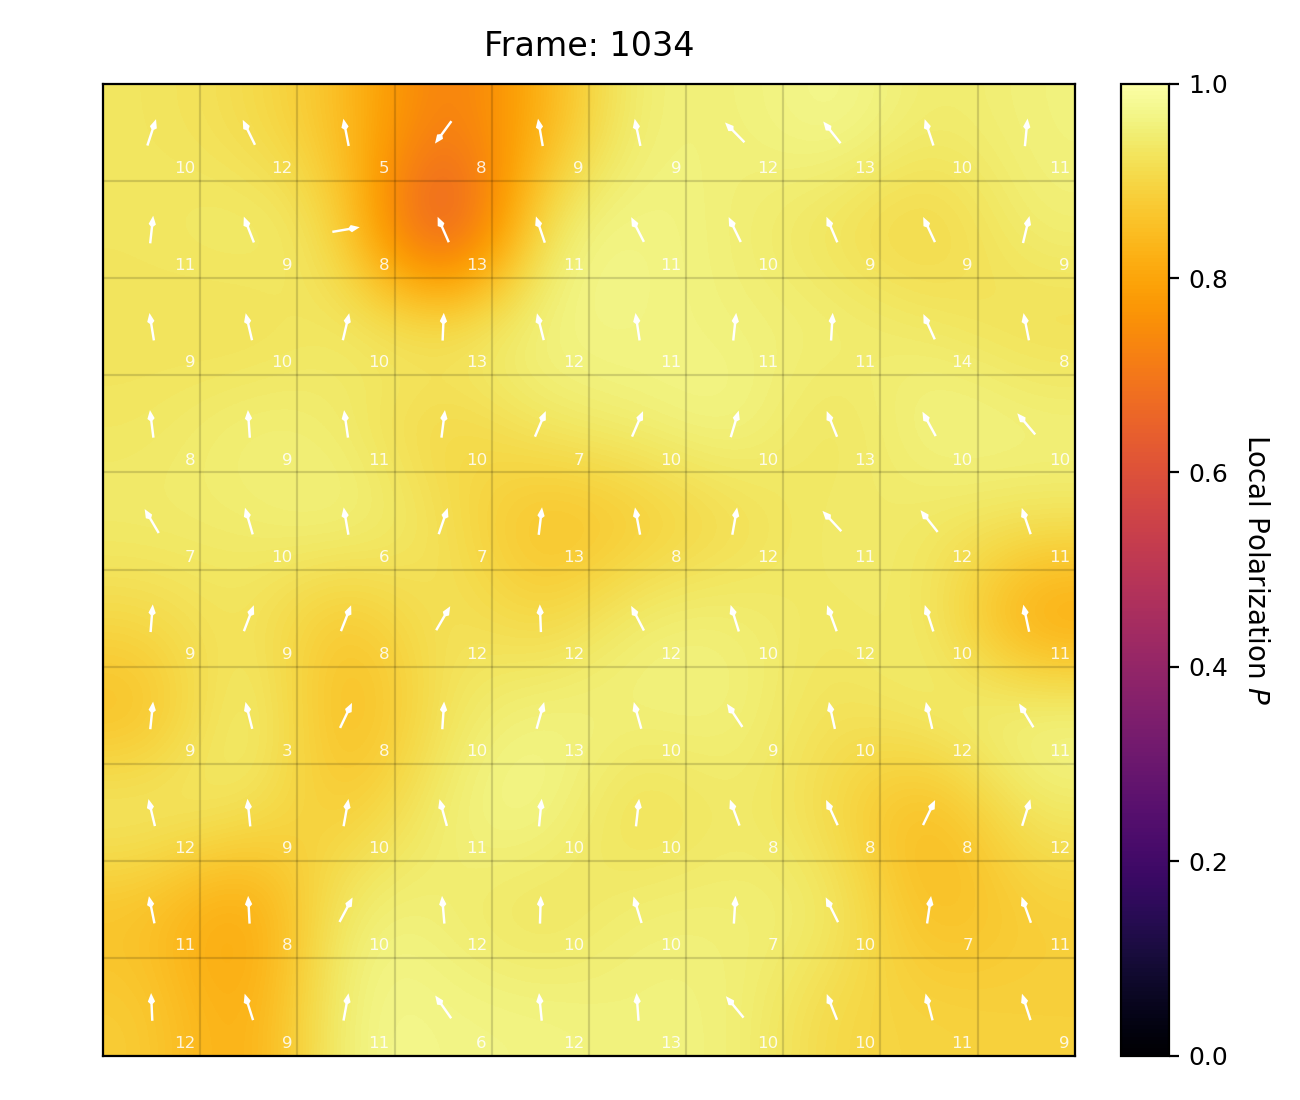 Frame: 1034
10 12 5 8 9 9 12 13 10 11
11 9 8 13 11 11 10 9 9 9
9 10 10 13 12 11 11 11 14 8
8 9 11 10 7 10 10 13 10 10
7 10 6 7 13 8 12 11 12 11
9 9 8 12 12 12 10 12 10 11
9 3 8 10 13 10 9 10 12 11
12 9 10 11 10 10 8 8 8 12
11 8 10 12 10 10 7 10 7 11
12 9 11 6 12 13 10 10 11 9
1.0
0.8
0.6
0.4
0.2
0.0
Local Polarization P